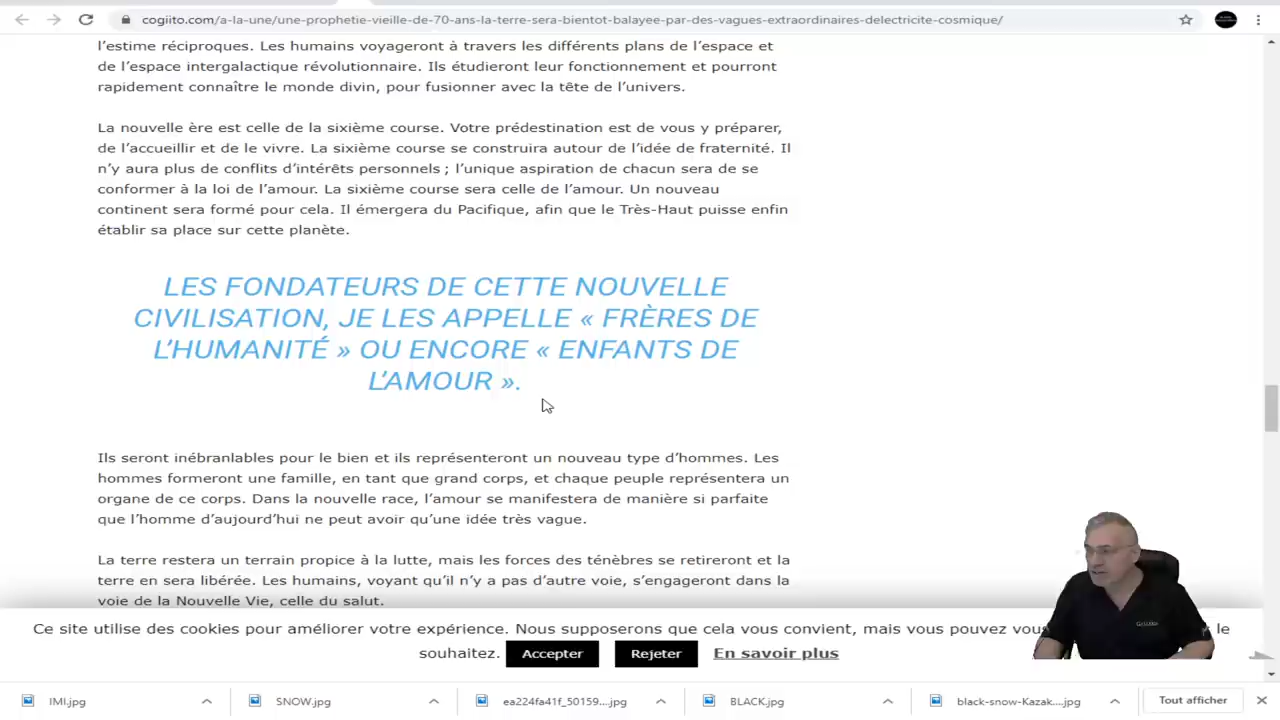 cogiito.com/a-la-une/une-prophetie-vieille-de-70-ans-la-terre-sera-bientot-balayee-par-des-vagues-extraordinaires-delectricite-cosmique/
l'estime réciproques. Les humains voyageront à travers les différents plans de l'espace et
de l'espace intergalactique révolutionnaire. Ils étudieront leur fonctionnement et pourront
rapidement connaître le monde divin, pour fusionner avec la tête de l'univers.
La nouvelle ère est celle de la sixième course. Votre prédestination est de vous y préparer,
de l'accueillir et de le vivre. La sixième course se construira autour de l'idée de fraternité. Il
n'y aura plus de conflits d'intérêts personnels ; l'unique aspiration de chacun sera de se
conformer à la loi de l'amour. La sixième course sera celle de l'amour. Un nouveau
continent sera formé pour cela. Il émergera du Pacifique, afin que le Très-Haut puisse enfin
établir sa place sur cette planète.
LES FONDATEURS DE CETTE NOUVELLE
CIVILISATION, JE LES APPELLE « FRÈRES DE
L'HUMANITÉ » OU ENCORE « ENFANTS DE
L'AMOUR ».
Ils seront inébranlables pour le bien et ils représenteront un nouveau type d'hommes. Les
hommes formeront une famille, en tant que grand corps, et chaque peuple représentera un
organe de ce corps. Dans la nouvelle race, l'amour se manifestera de manière si parfaite
que l'homme d'aujourd'hui ne peut avoir qu'une idée très vague.
La terre restera un terrain propice à la lutte, mais les forces des ténèbres se retireront et la
terre en sera libérée. Les humains, voyant qu'il n'y a pas d'autre voie, s'engageront dans la
voie de la Nouvelle Vie, celle du salut.
Ce site utilise des cookies pour améliorer votre expérience. Nous supposerons que cela vous convient, mais vous pouvez le
souhaitez. Accepter Rejeter En savoir plus
IMI.jpg SNOW.jpg ea224fa41f_50159....jpg BLACK.jpg black-snow-Kazak....jpg Tout afficher